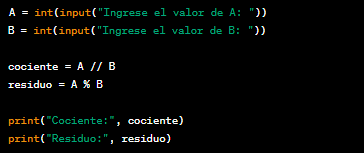 A = int(input("Ingrese el valor de A: "))
B = int(input("Ingrese el valor de B: "))
cociente = A // B
residuo = A % B
print("Cociente:", cociente)
print("Residuo:", residuo)